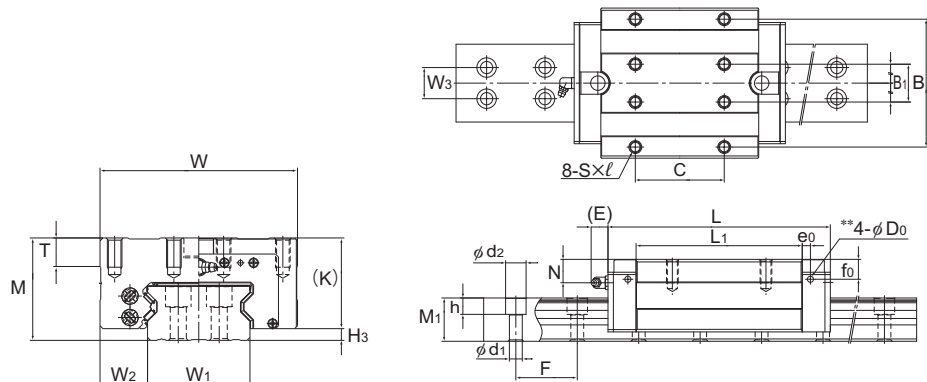 W3
B1
B
8-S×ℓ
C
W
T
M
(K)
H3
W2
W1
(E)
L
L1
e0
**4-φD0
φd2
N
f0
h
M1
φd1
F